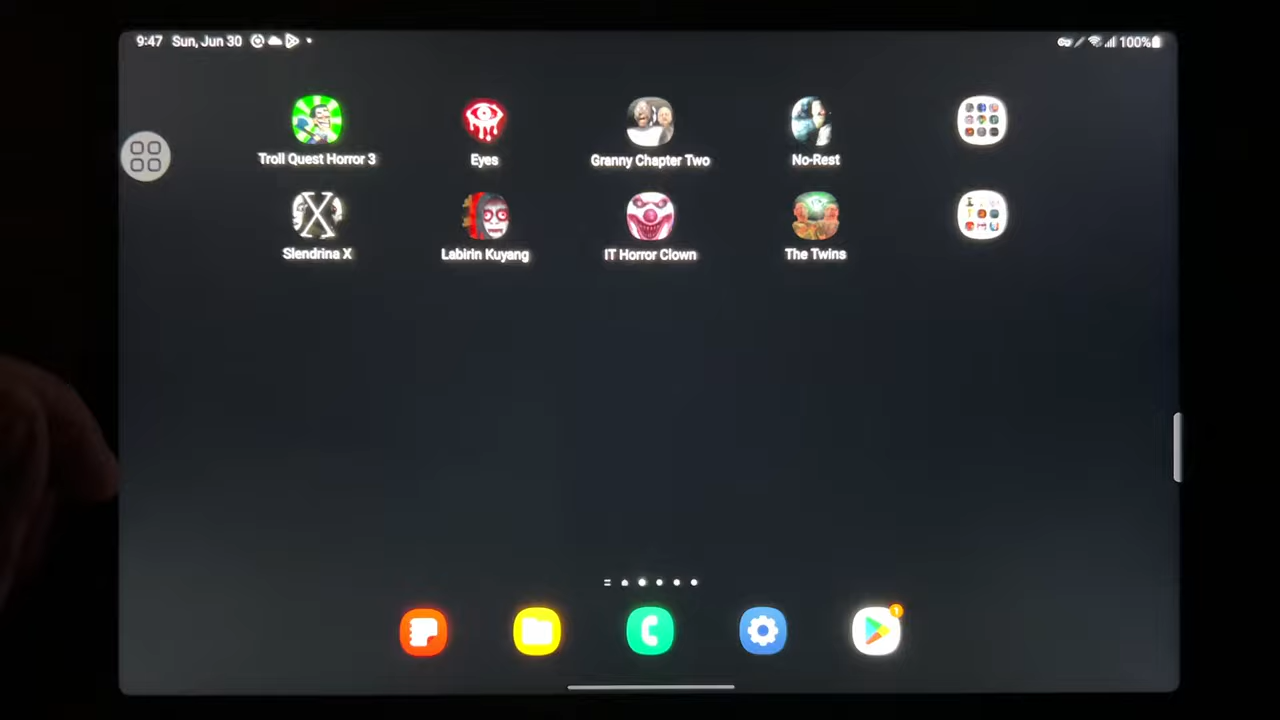 9:47 Sun, Jun 30 100%
Troll Quest Horror 3 Eyes Granny Chapter Two No-Rest
Slendrina X Labirin Kuyang IT Horror Clown The Twins
1